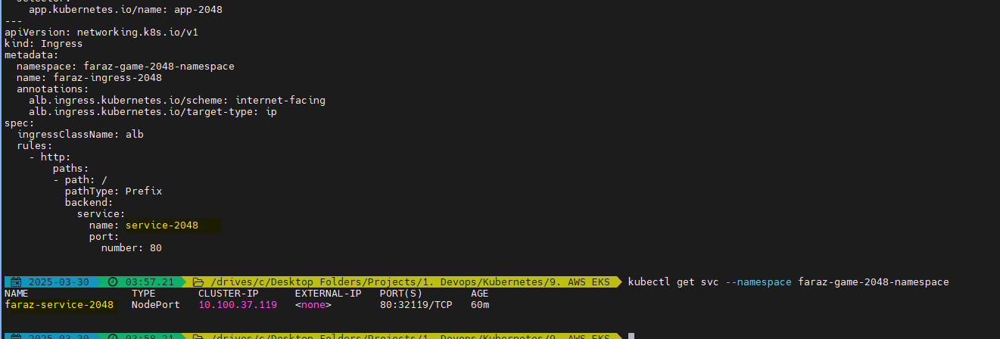 selector:
app.kubernetes.io/name: app-2048
---
apiVersion: networking.k8s.io/v1
kind: Ingress
metadata:
  namespace: faraz-game-2048-namespace
  name: faraz-ingress-2048
  annotations:
    alb.ingress.kubernetes.io/scheme: internet-facing
    alb.ingress.kubernetes.io/target-type: ip
spec:
  ingressClassName: alb
  rules:
    - http:
        paths:
        - path: /
          pathType: Prefix
          backend:
            service:
              name: service-2048
              port:
                number: 80
2025-03-30 03:57.21 /drives/c/Desktop Folders/Projects/1. Devops/Kubernetes/9. AWS EKS kubectl get svc --namespace faraz-game-2048-namespace
NAME TYPE CLUSTER-IP EXTERNAL-IP PORT(S) AGE
faraz-service-2048 NodePort 10.100.37.119 <none> 80:32119/TCP 60m
2025-03-30 03:58.21 /drives/c/Desktop Folders/Projects/1. Devops/Kubernetes/9. AWS EKS